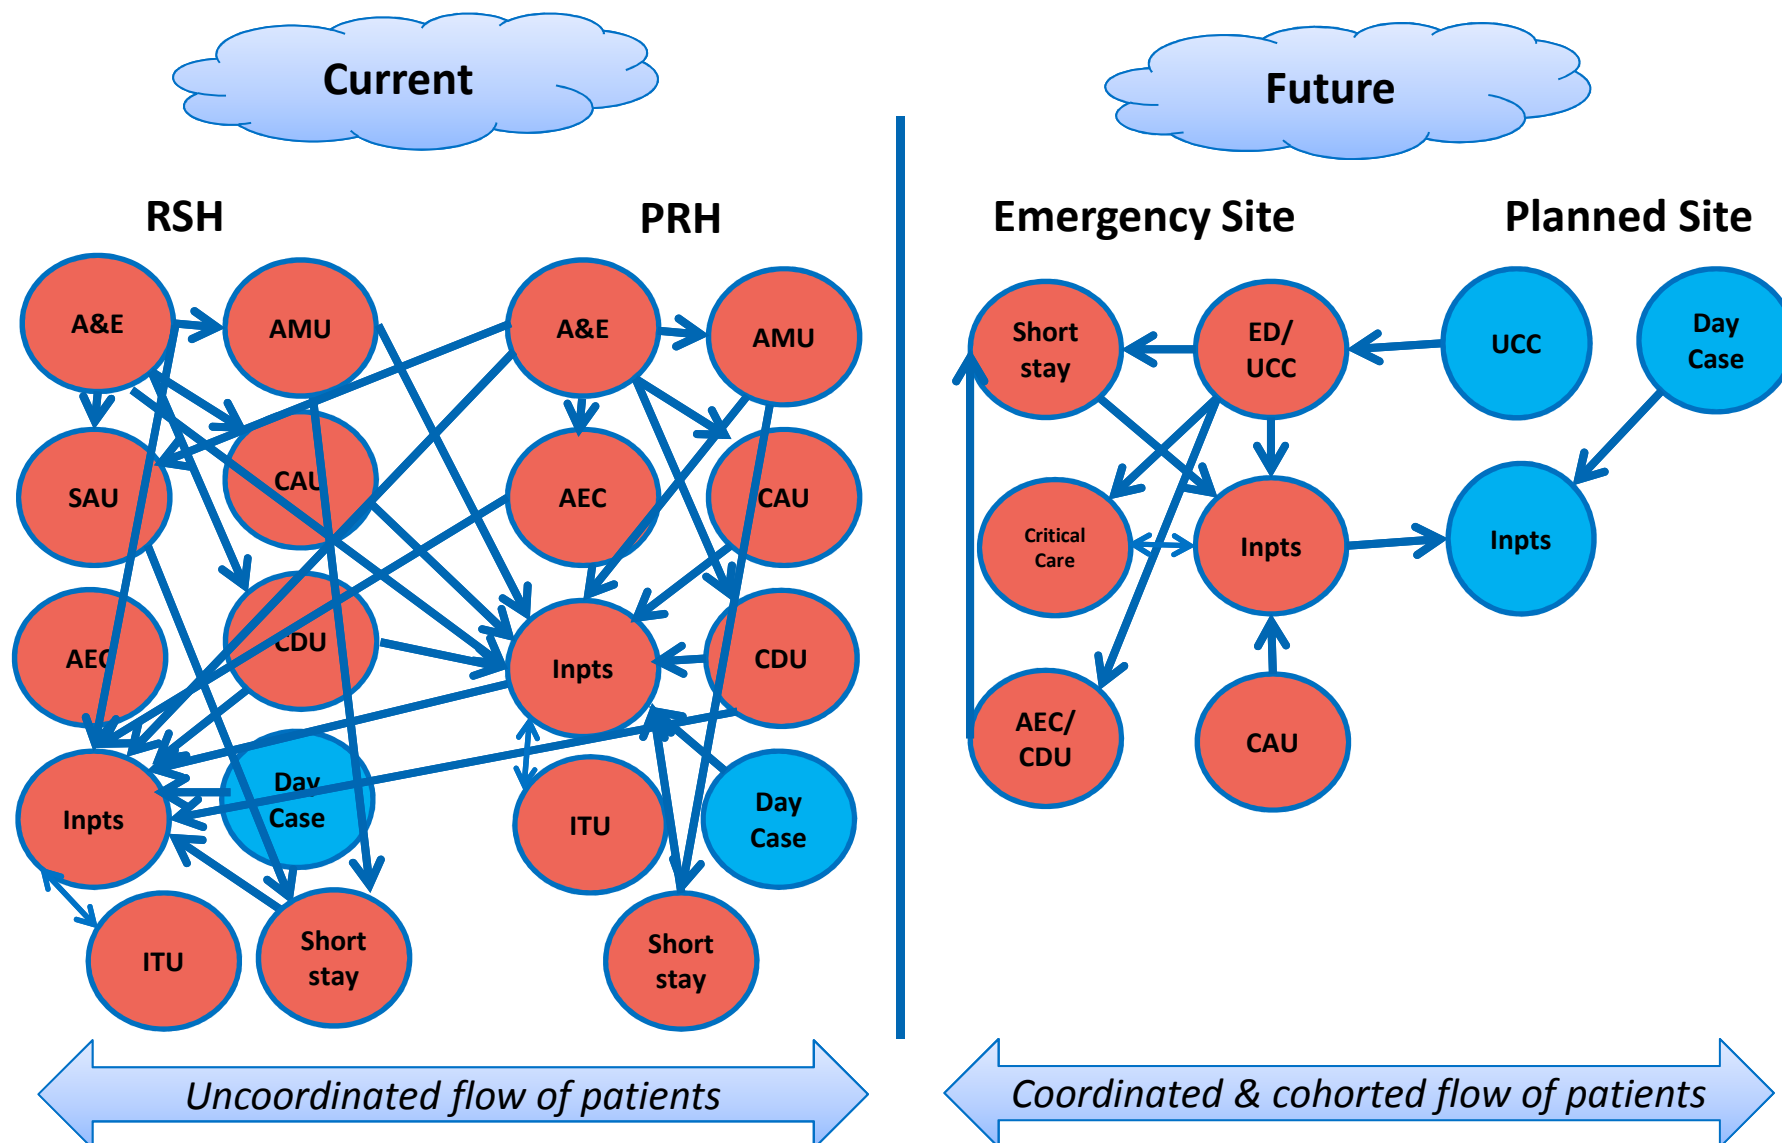 Current
Future
RSH
PRH
Emergency Site
Planned Site
A&E
AMU
A&E
AMU
Short
stay
ED/
UCC
UCC
Day
Case
SAU
CAU
AEC
CAU
Critical
Care
Inpts
Inpts
AEC
CDU
Inpts
CDU
AEC/
CDU
CAU
Inpts
Day
Case
ITU
Day
Case
ITU
Short
stay
Short
stay
Uncoordinated flow of patients
Coordinated & cohorted flow of patients